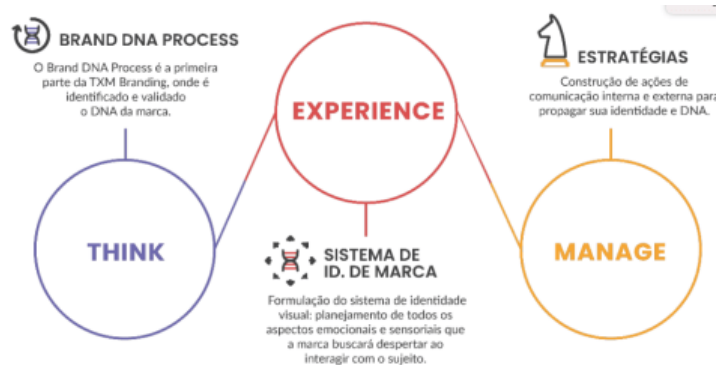 BRAND DNA PROCESS
O Brand DNA Process é a primeira
parte da TXM Branding, onde é
identificado e validado
o DNA da marca.
THINK
EXPERIENCE
SISTEMA DE
ID. DE MARCA
Formulação do sistema de identidade
visual: planejamento de todos os
aspectos emocionais e sensoriais que
a marca buscará despertar ao
interagir com o sujeito.
ESTRATÉGIAS
Construção de ações de
comunicação interna e externa para
propagar sua identidade e DNA.
MANAGE